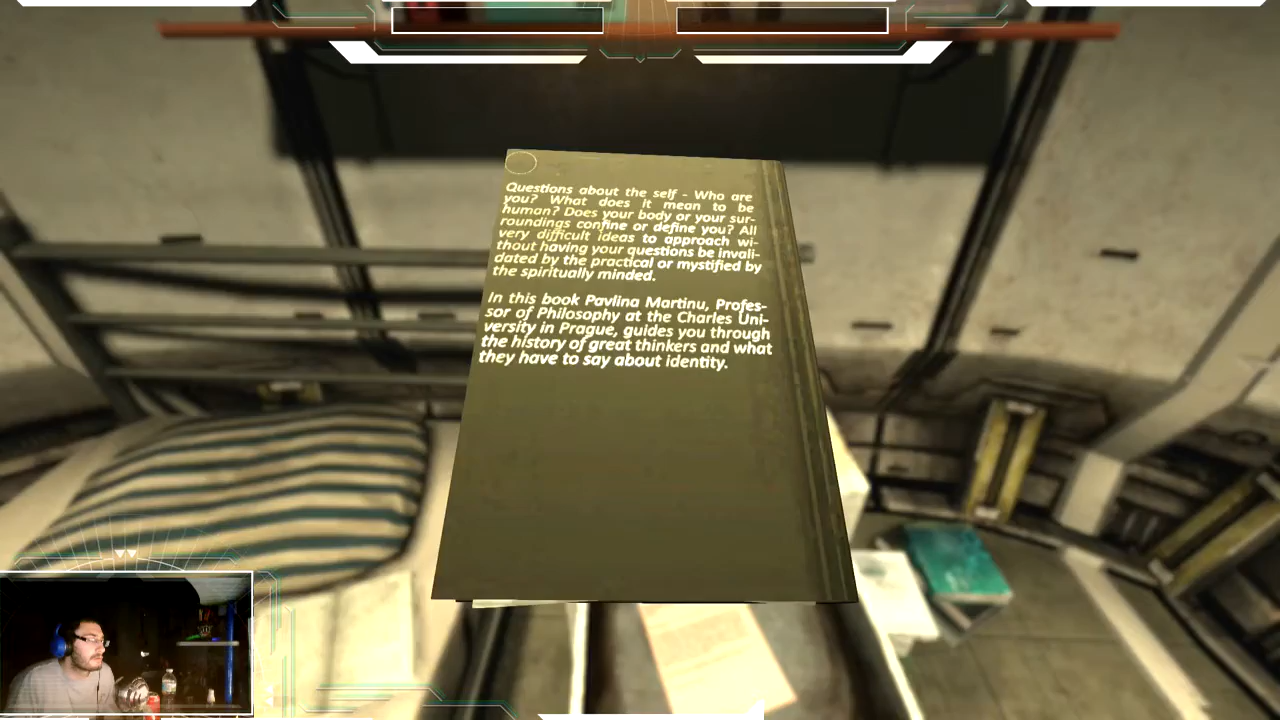 Questions about the self - Who are
you? What does it mean to be
human? Does your body or your sur-
roundings confine or define you? All
very difficult ideas to approach wi-
thout having your questions be invali-
dated by the practical or mystified by
the spiritually minded.
In this book Pavlina Martinu, Profes-
sor of Philosophy at the Charles Uni-
versity in Prague, guides you through
the history of great thinkers and what
they have to say about identity.